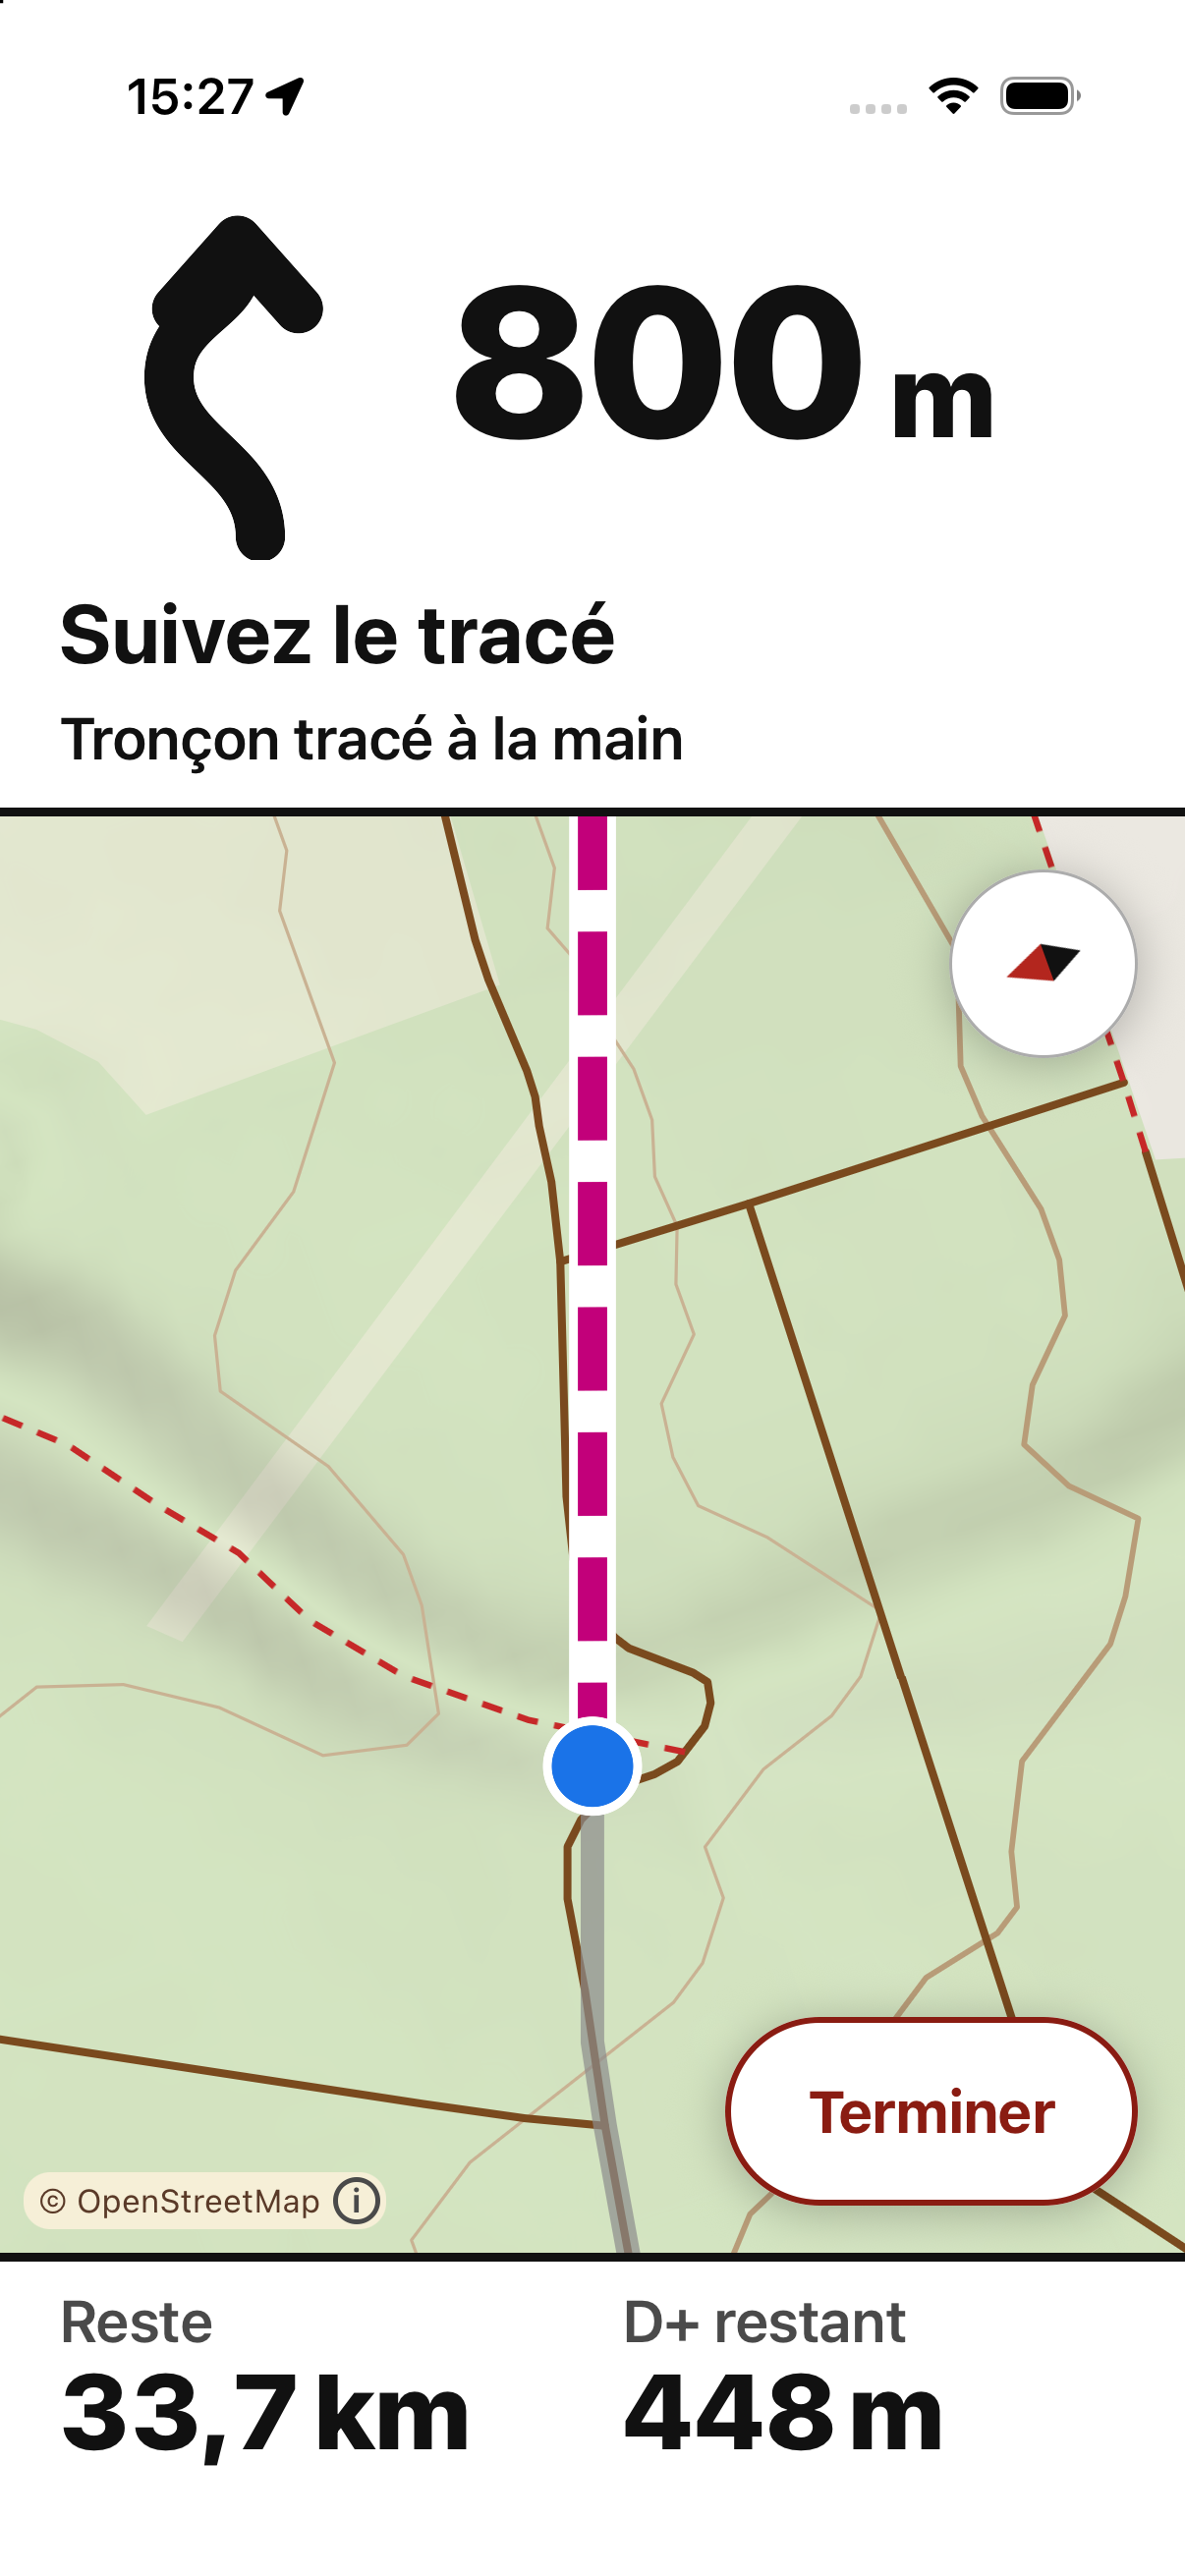 15:27
800 m
Suivez le tracé
Tronçon tracé à la main
Terminer
© OpenStreetMap i
Reste
33,7 km
D+ restant
448 m